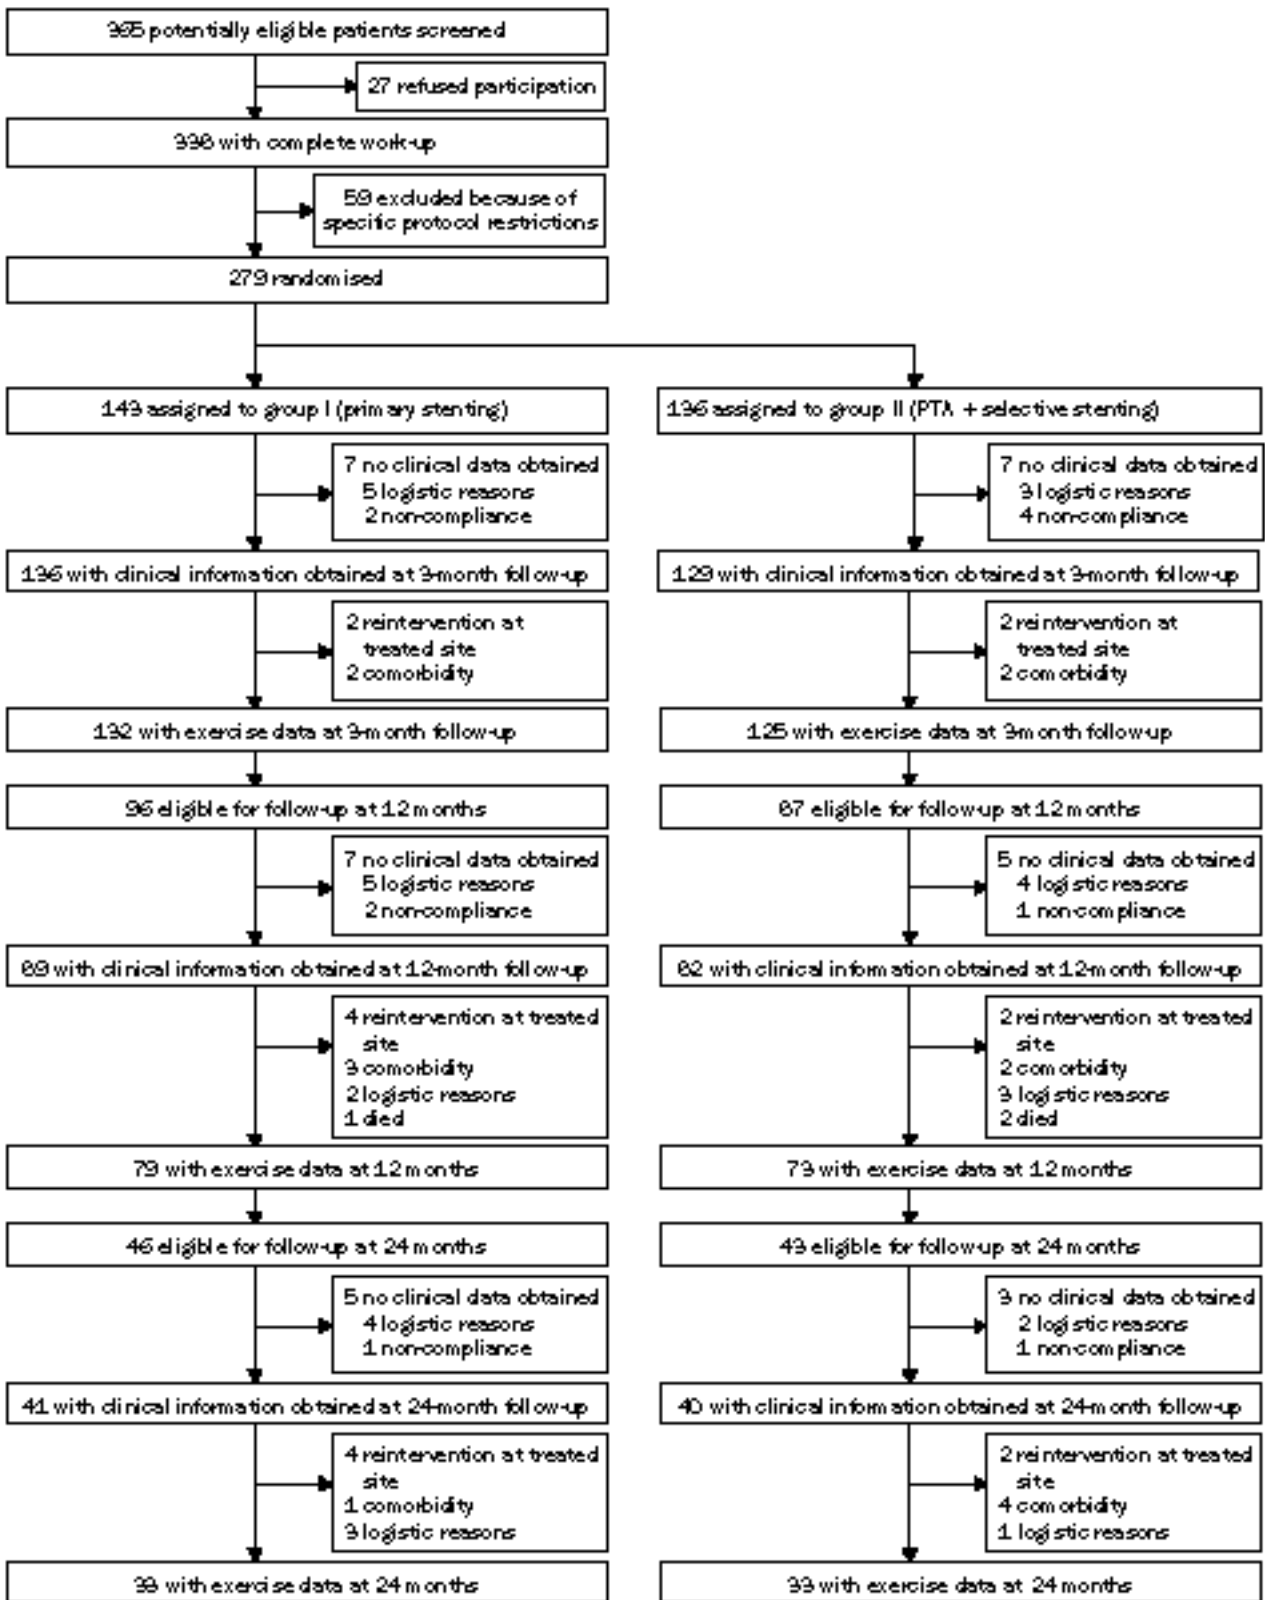 365 potentially eligible patients screened
27 refused participation
338 with complete work-up
59 excluded because of
specific protocol restrictions
279 randomised
143 assigned to group I (primary stenting)
136 assigned to group II (PTA + selective stenting)
7 no clinical data obtained
5 logistic reasons
2 non-compliance
7 no clinical data obtained
3 logistic reasons
4 non-compliance
136 with clinical information obtained at 3-month follow-up
129 with clinical information obtained at 3-month follow-up
2 reintervention at
treated site
2 comorbidity
2 reintervention at
treated site
2 comorbidity
132 with exercise data at 3-month follow-up
125 with exercise data at 3-month follow-up
96 eligible for follow-up at 12 months
87 eligible for follow-up at 12 months
7 no clinical data obtained
5 logistic reasons
2 non-compliance
5 no clinical data obtained
4 logistic reasons
1 non-compliance
89 with clinical information obtained at 12-month follow-up
82 with clinical information obtained at 12-month follow-up
4 reintervention at treated
site
3 comorbidity
2 logistic reasons
1 died
2 reintervention at treated
site
2 comorbidity
3 logistic reasons
2 died
79 with exercise data at 12 months
73 with exercise data at 12 months
46 eligible for follow-up at 24 months
43 eligible for follow-up at 24 months
5 no clinical data obtained
4 logistic reasons
1 non-compliance
3 no clinical data obtained
2 logistic reasons
1 non-compliance
41 with clinical information obtained at 24-month follow-up
40 with clinical information obtained at 24-month follow-up
4 reintervention at treated
site
1 comorbidity
3 logistic reasons
2 reintervention at treated
site
4 comorbidity
1 logistic reasons
33 with exercise data at 24 months
33 with exercise data at 24 months